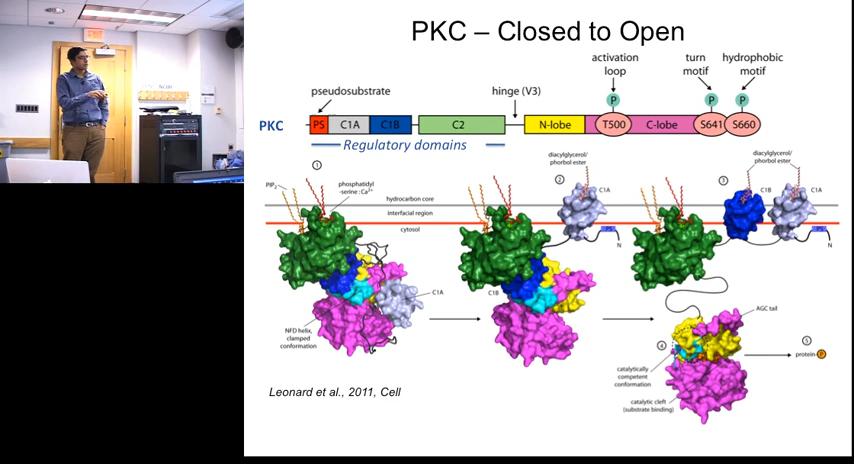 PKC – Closed to Open
activation
loop
turn
motif
hydrophobic
motif
pseudosubstrate
hinge (V3)
P
P
P
PKC
PS
C1A
C1B
C2
N-lobe
T500
C-lobe
S641
S660
Regulatory domains
1
PIP2
phosphatidyl
-serine : Ca2+
hydrocarbon core
interfacial region
cytosol
C1A
NFD helix,
clamped
conformation
2
diacylglycerol/
phorbol ester
C1A
PS
N
C1B
3
diacylglycerol/
phorbol ester
C1B
C1A
PS
N
AGC tail
4
5
protein-P
catalytically
competent
conformation
catalytic cleft
(substrate binding)
Leonard et al., 2011, Cell